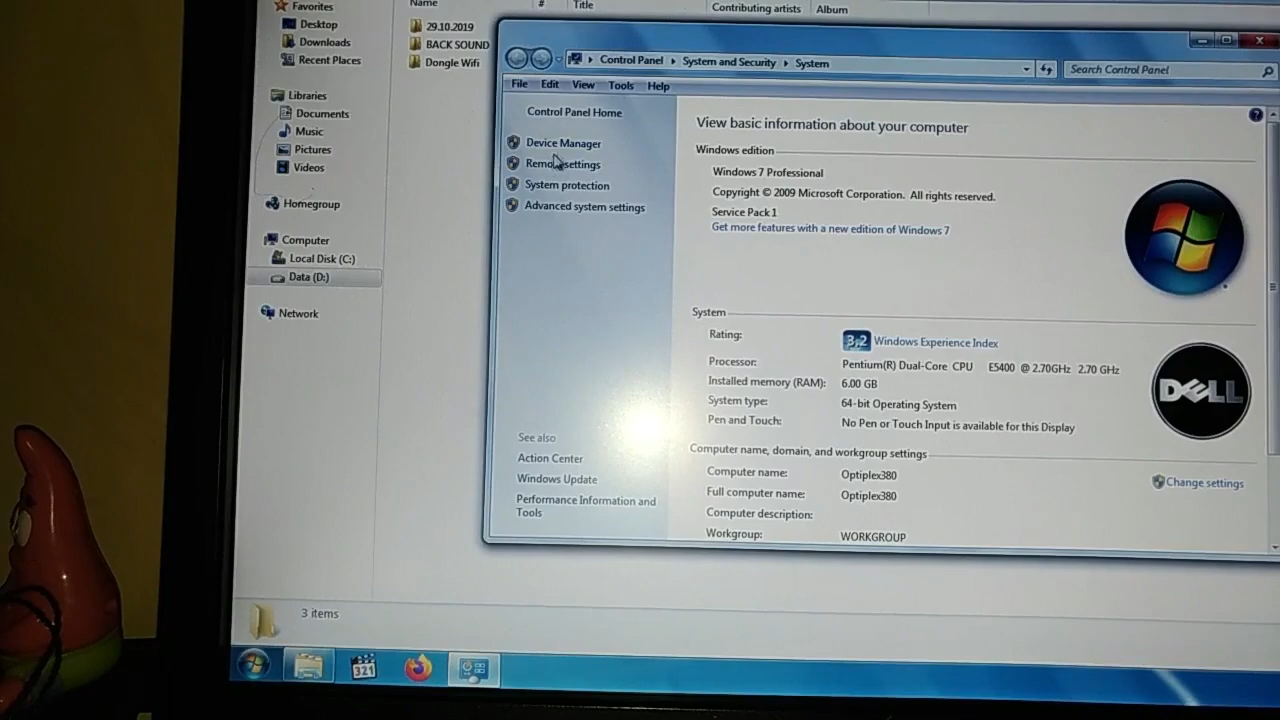 Favorites
Desktop
Downloads
Recent Places
Libraries
Documents
Music
Pictures
Videos
Homegroup
Computer
Local Disk (C:)
Data (D:)
Network
Name # Title Contributing artists Album
29.10.2019
BACK SOUND
Dongle Wifi
Control Panel System and Security System
Search Control Panel
File Edit View Tools Help
Control Panel Home
Device Manager
Remote settings
System protection
Advanced system settings
See also
Action Center
Windows Update
Performance Information and
Tools
View basic information about your computer
Windows edition
Windows 7 Professional
Copyright © 2009 Microsoft Corporation. All rights reserved.
Service Pack 1
Get more features with a new edition of Windows 7
System
Rating: 3,2 Windows Experience Index
Processor: Pentium(R) Dual-Core CPU E5400 @ 2.70GHz 2.70 GHz
Installed memory (RAM): 6.00 GB
System type: 64-bit Operating System
Pen and Touch: No Pen or Touch Input is available for this Display
DELL
Computer name, domain, and workgroup settings
Computer name: Optiplex380
Change settings
Full computer name: Optiplex380
Computer description:
Workgroup: WORKGROUP
3 items
321